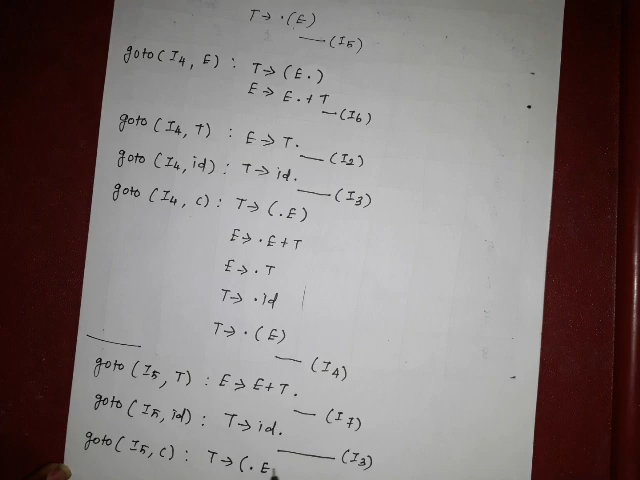 T→ ·(E)
—(I5)
goto(I4, E) : T→(E·)
E→ E·+T
—(I6)
goto(I4, T) : E→T.
—(I2)
goto(I4, id) : T→id.
—(I3)
goto(I4, () : T→(·E)
E→ ·E+T
E→ ·T
T→ ·id
T→ ·(E)
—(I4)
goto(I5, T) : E→E+T.
—(I7)
goto(I5, id) : T→id.
—(I3)
goto(I5, () : T→(·E